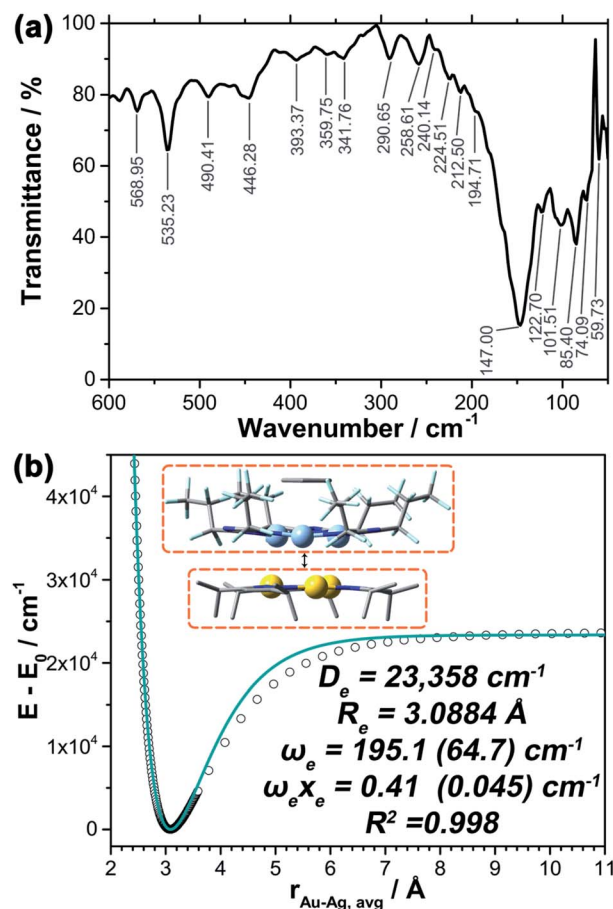 (a)
Transmittance / %
100
80
60
40
20
0
568.95
535.23
490.41
446.28
393.37
359.75
341.76
290.65
258.61
240.14
224.51
212.50
194.71
147.00
122.70
101.51
85.40
74.09
59.73
600
500
400
300
200
100
Wavenumber / cm⁻¹
(b)
E - E₀ / cm⁻¹
4x10⁴
3x10⁴
2x10⁴
1x10⁴
0
Dₑ = 23,358 cm⁻¹
Rₑ = 3.0884 Å
ωₑ = 195.1 (64.7) cm⁻¹
ωₑxₑ = 0.41 (0.045) cm⁻¹
R² =0.998
2
3
4
5
6
7
8
9
10
11
r Au-Ag, avg / Å